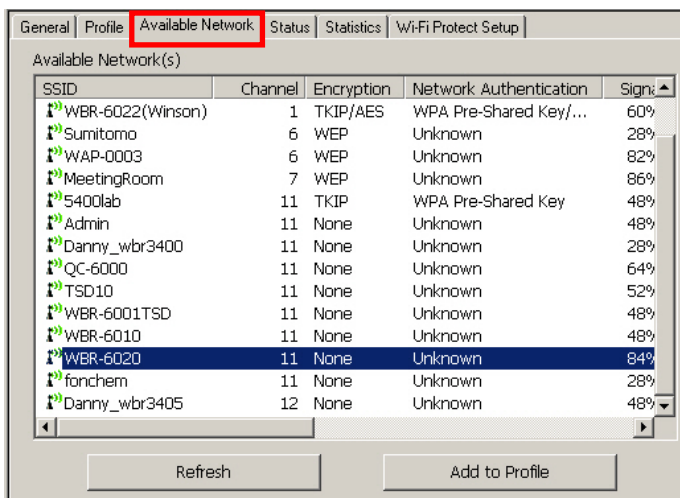 General Profile Available Network Status Statistics Wi-Fi Protect Setup
Available Network(s)
SSID Channel Encryption Network Authentication Signa
WBR-6022(Winson) 1 TKIP/AES WPA Pre-Shared Key/... 60%
Sumitomo 6 WEP Unknown 28%
WAP-0003 6 WEP Unknown 82%
MeetingRoom 7 WEP Unknown 86%
5400lab 11 TKIP WPA Pre-Shared Key 48%
Admin 11 None Unknown 48%
Danny_wbr3400 11 None Unknown 28%
QC-6000 11 None Unknown 64%
TSD10 11 None Unknown 52%
WBR-6001TSD 11 None Unknown 48%
WBR-6010 11 None Unknown 48%
WBR-6020 11 None Unknown 84%
fonchem 11 None Unknown 28%
Danny_wbr3405 12 None Unknown 48%
Refresh Add to Profile